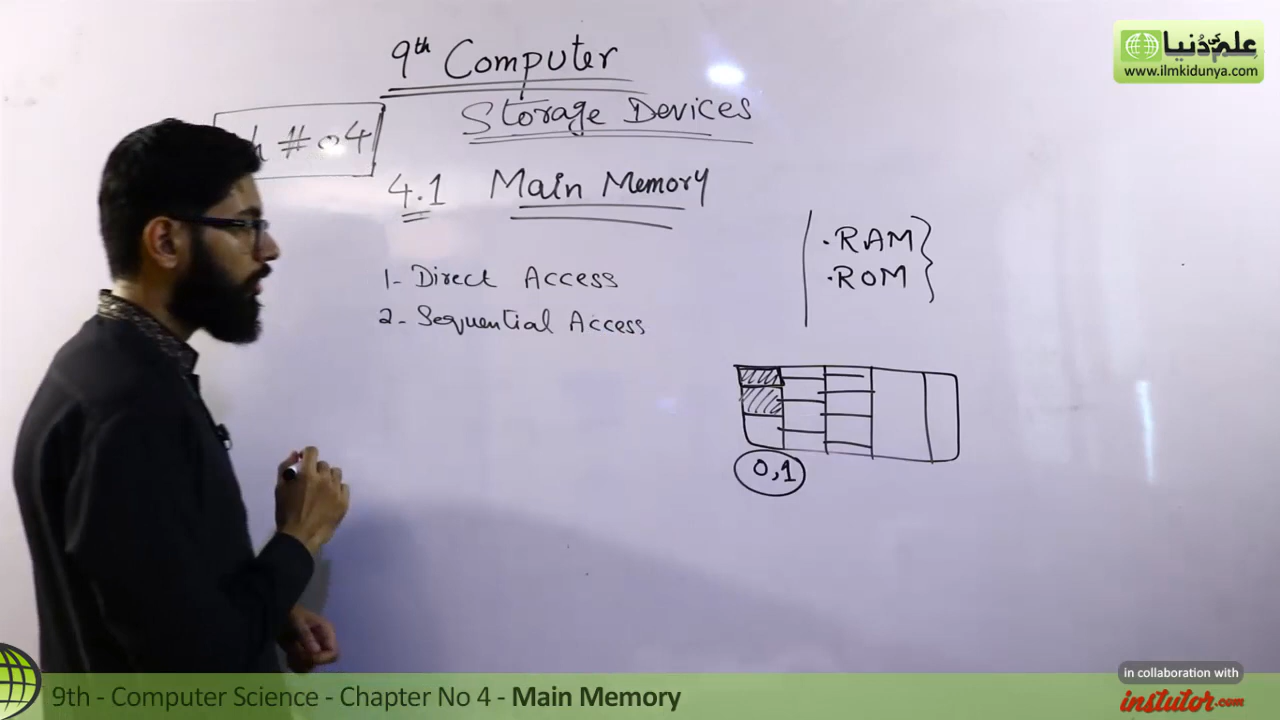 9th Computer
Storage Devices
# 04
4.1 Main Memory
1- Direct Access
2- Sequential Access
. RAM
. ROM
0,1
علم کی دُنیا
www.ilmkidunya.com
9th - Computer Science - Chapter No 4 - Main Memory
in collaboration with
instutor.com